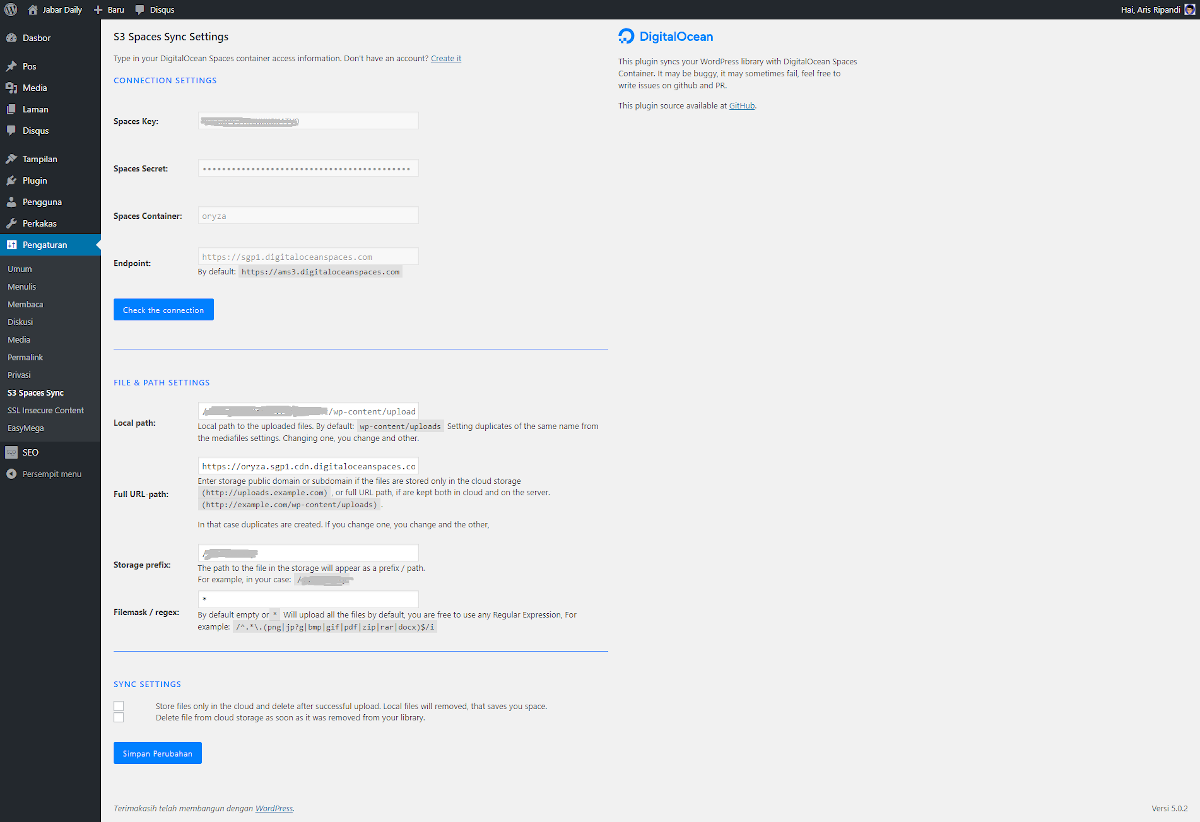 Jabar Daily
Baru
Disqus
Hai, Aris Ripandi
Dasbor
Pos
Media
Laman
Disqus
Tampilan
Plugin
Pengguna
Perkakas
Pengaturan
Umum
Menulis
Membaca
Diskusi
Media
Permalink
Privasi
S3 Spaces Sync
SSL Insecure Content
EasyMega
SEO
Persempit menu
S3 Spaces Sync Settings
Type in your DigitalOcean Spaces container access information. Don't have an account? Create it
CONNECTION SETTINGS
Spaces Key:
Spaces Secret:
Spaces Container:
oryza
Endpoint:
https://sgp1.digitaloceanspaces.com
By default: https://ams3.digitaloceanspaces.com
Check the connection
FILE & PATH SETTINGS
Local path:
/wp-content/upload
Local path to the uploaded files. By default: wp-content/uploads Setting duplicates of the same name from
the mediafiles settings. Changing one, you change and other.
Full URL-path:
https://oryza.sgp1.cdn.digitaloceanspaces.co
Enter storage public domain or subdomain if the files are stored only in the cloud storage
(http://uploads.example.com) , or full URL path, if are kept both in cloud and on the server.
(http://example.com/wp-content/uploads) .
In that case duplicates are created. If you change one, you change and the other,
Storage prefix:
/
The path to the file in the storage will appear as a prefix / path.
For example, in your case: /
Filemask / regex:
*
By default empty or * Will upload all the files by default, you are free to use any Regular Expression, For
example: /^.*\.(png|jp?g|bmp|gif|pdf|zip|rar|docx)$/i
SYNC SETTINGS
Store files only in the cloud and delete after successful upload. Local files will removed, that saves you space.
Delete file from cloud storage as soon as it was removed from your library.
Simpan Perubahan
DigitalOcean
This plugin syncs your WordPress library with DigitalOcean Spaces
Container. It may be buggy, it may sometimes fail, feel free to
write issues on github and PR.
This plugin source available at GitHub.
Terimakasih telah membangun dengan WordPress.
Versi 5.0.2